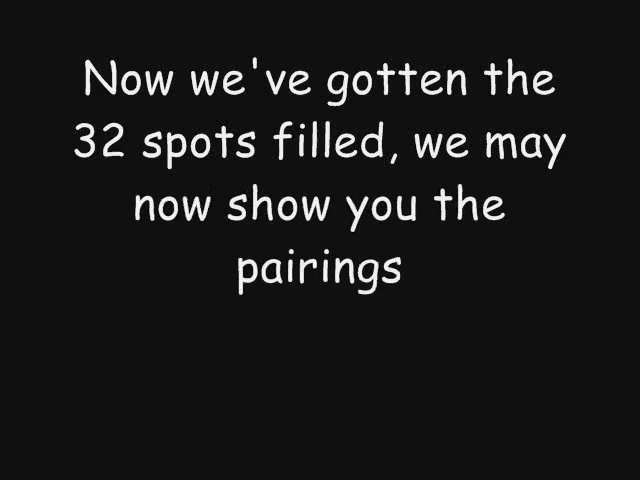 Now we've gotten the
32 spots filled, we may
now show you the
pairings